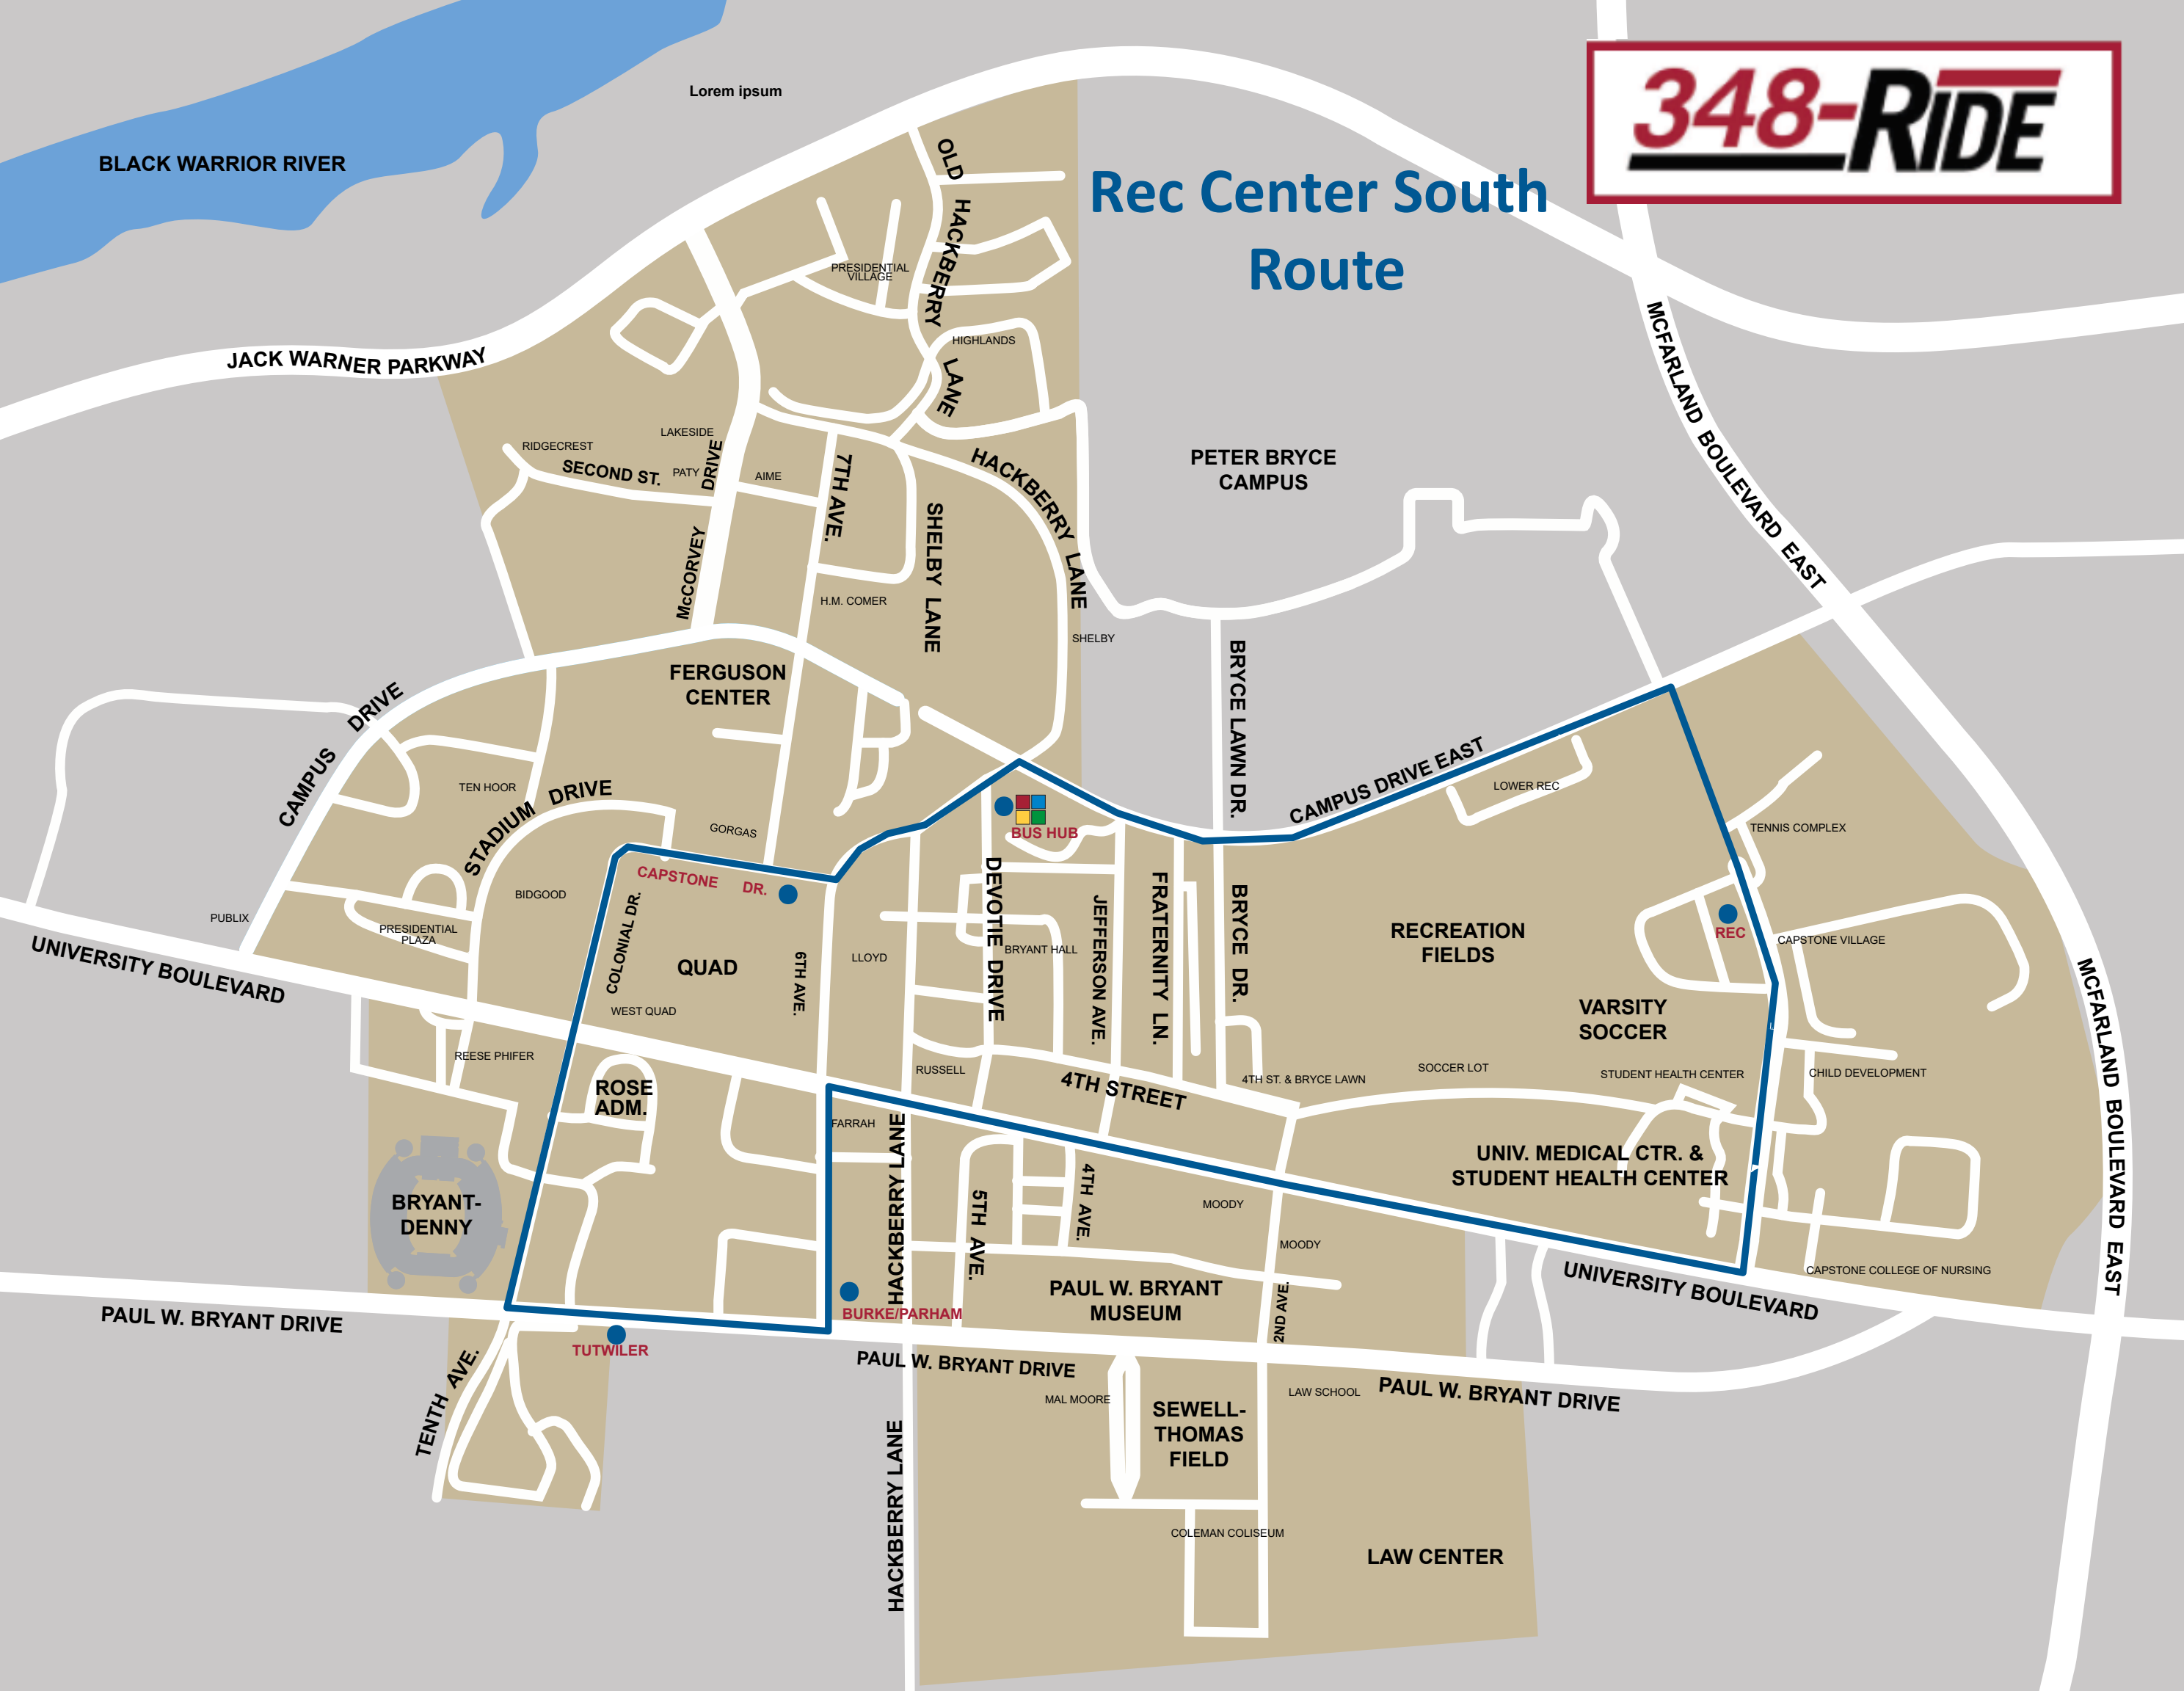 348-RIDE
Lorem ipsum
BLACK WARRIOR RIVER
Rec Center South
Route
OLD HACKBERRY LANE
PRESIDENTIAL
VILLAGE
HIGHLANDS
JACK WARNER PARKWAY
MCFARLAND BOULEVARD EAST
LAKESIDE
RIDGECREST
SECOND ST.
PATY
McCORVEY DRIVE
AIME
7TH AVE.
HACKBERRY LANE
PETER BRYCE
CAMPUS
SHELBY LANE
H.M. COMER
SHELBY
BRYCE LAWN DR.
FERGUSON
CENTER
CAMPUS DRIVE
CAMPUS DRIVE EAST
LOWER REC
TEN HOOR
STADIUM DRIVE
GORGAS
BUS HUB
TENNIS COMPLEX
CAPSTONE DR.
BIDGOOD
COLONIAL DR.
PUBLIX
PRESIDENTIAL
PLAZA
UNIVERSITY BOULEVARD
QUAD
WEST QUAD
6TH AVE.
LLOYD
DEVOTIE DRIVE
BRYANT HALL
JEFFERSON AVE.
FRATERNITY LN.
BRYCE DR.
RECREATION
FIELDS
REC
CAPSTONE VILLAGE
VARSITY
SOCCER
L
MCFARLAND BOULEVARD EAST
REESE PHIFER
ROSE
ADM.
RUSSELL
4TH STREET
4TH ST. & BRYCE LAWN
SOCCER LOT
STUDENT HEALTH CENTER
CHILD DEVELOPMENT
FARRAH
HACKBERRY LANE
BRYANT-
DENNY
5TH AVE.
4TH AVE.
MOODY
MOODY
UNIV. MEDICAL CTR. &
STUDENT HEALTH CENTER
CAPSTONE COLLEGE OF NURSING
UNIVERSITY BOULEVARD
PAUL W. BRYANT
MUSEUM
2ND AVE.
BURKE/PARHAM
PAUL W. BRYANT DRIVE
TUTWILER
PAUL W. BRYANT DRIVE
PAUL W. BRYANT DRIVE
TENTH AVE.
MAL MOORE
LAW SCHOOL
SEWELL-
THOMAS
FIELD
HACKBERRY LANE
COLEMAN COLISEUM
LAW CENTER